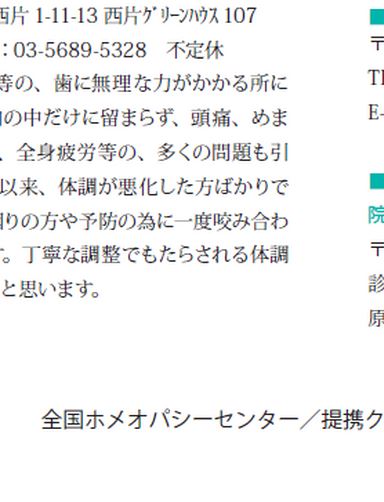 西片 1-11-13 西片ｸﾞﾘｰﾝﾊｳｽ 107
：03-5689-5328　不定休
等の、歯に無理な力がかかる所に
の中だけに留まらず、頭痛、めま
、全身疲労等の、多くの問題も引
以来、体調が悪化した方ばかりで
困りの方や予防の為に一度咬み合わ
。丁寧な調整でもたらされる体調
と思います。
〒
E-
院
〒
診
原
全国ホメオパシーセンター／提携ク